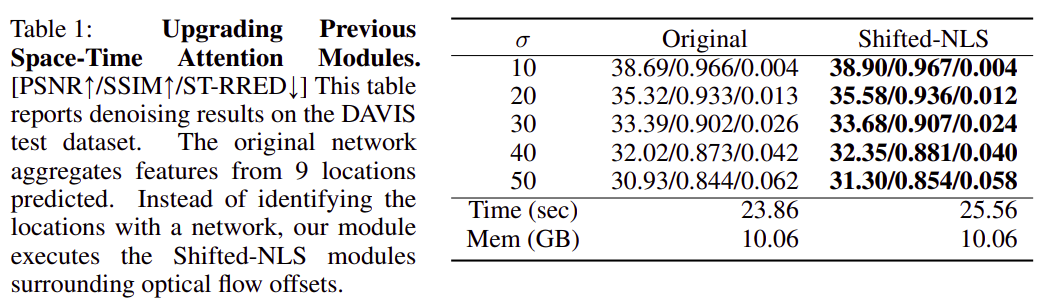 Table 1: Upgrading Previous
Space-Time Attention Modules.
[PSNR↑/SSIM↑/ST-RRED↓] This table
reports denoising results on the DAVIS
test dataset. The original network
aggregates features from 9 locations
predicted. Instead of identifying the
locations with a network, our module
executes the Shifted-NLS modules
surrounding optical flow offsets.
σ Original Shifted-NLS
10 38.69/0.966/0.004 38.90/0.967/0.004
20 35.32/0.933/0.013 35.58/0.936/0.012
30 33.39/0.902/0.026 33.68/0.907/0.024
40 32.02/0.873/0.042 32.35/0.881/0.040
50 30.93/0.844/0.062 31.30/0.854/0.058
Time (sec) 23.86 25.56
Mem (GB) 10.06 10.06